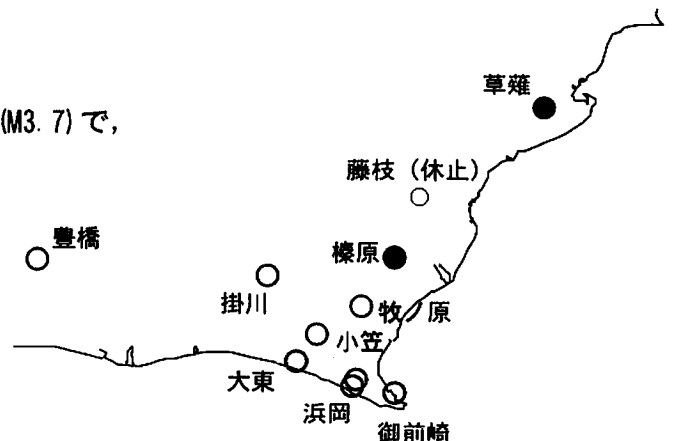 草薙
(M3.7)で，
藤枝（休止）
豊橋
榛原
掛川
牧ノ原
小笠
大東
浜岡
御前崎